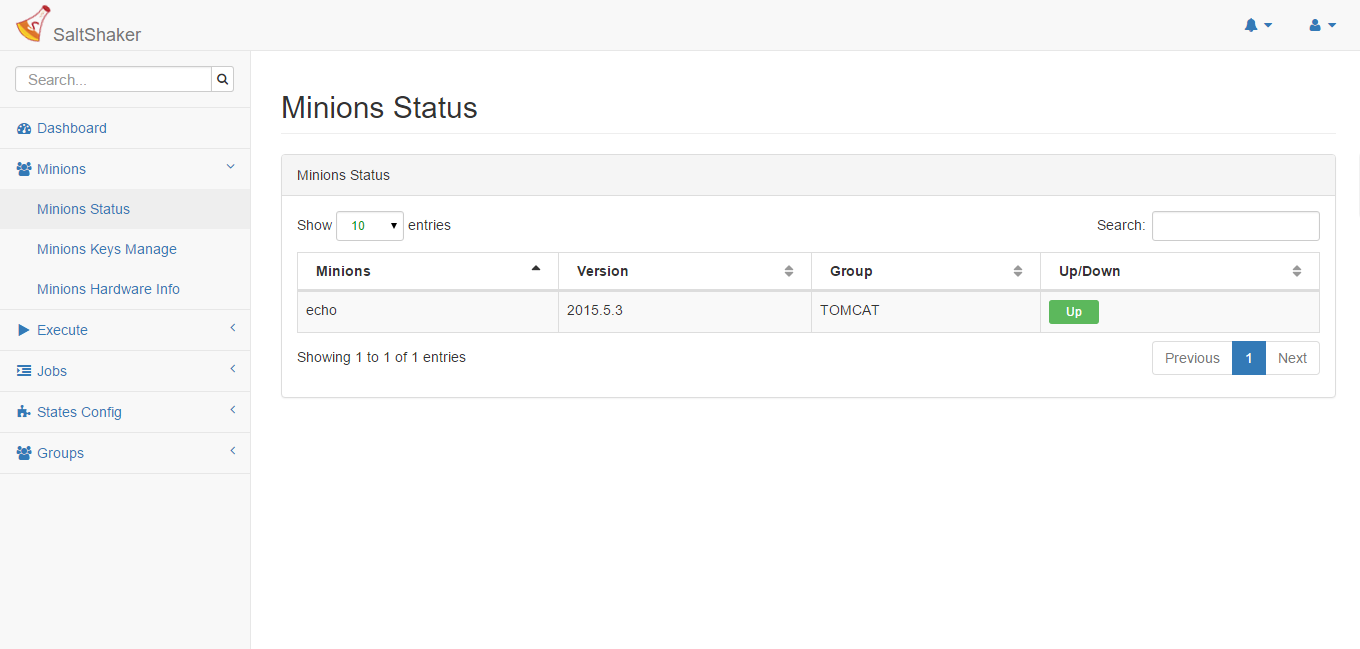 SaltShaker
Search...
Dashboard
Minions
Minions Status
Minions Keys Manage
Minions Hardware Info
Execute
Jobs
States Config
Groups
Minions Status
Minions Status
Show 10 entries
Search:
Minions Version Group Up/Down
echo 2015.5.3 TOMCAT Up
Showing 1 to 1 of 1 entries
Previous 1 Next